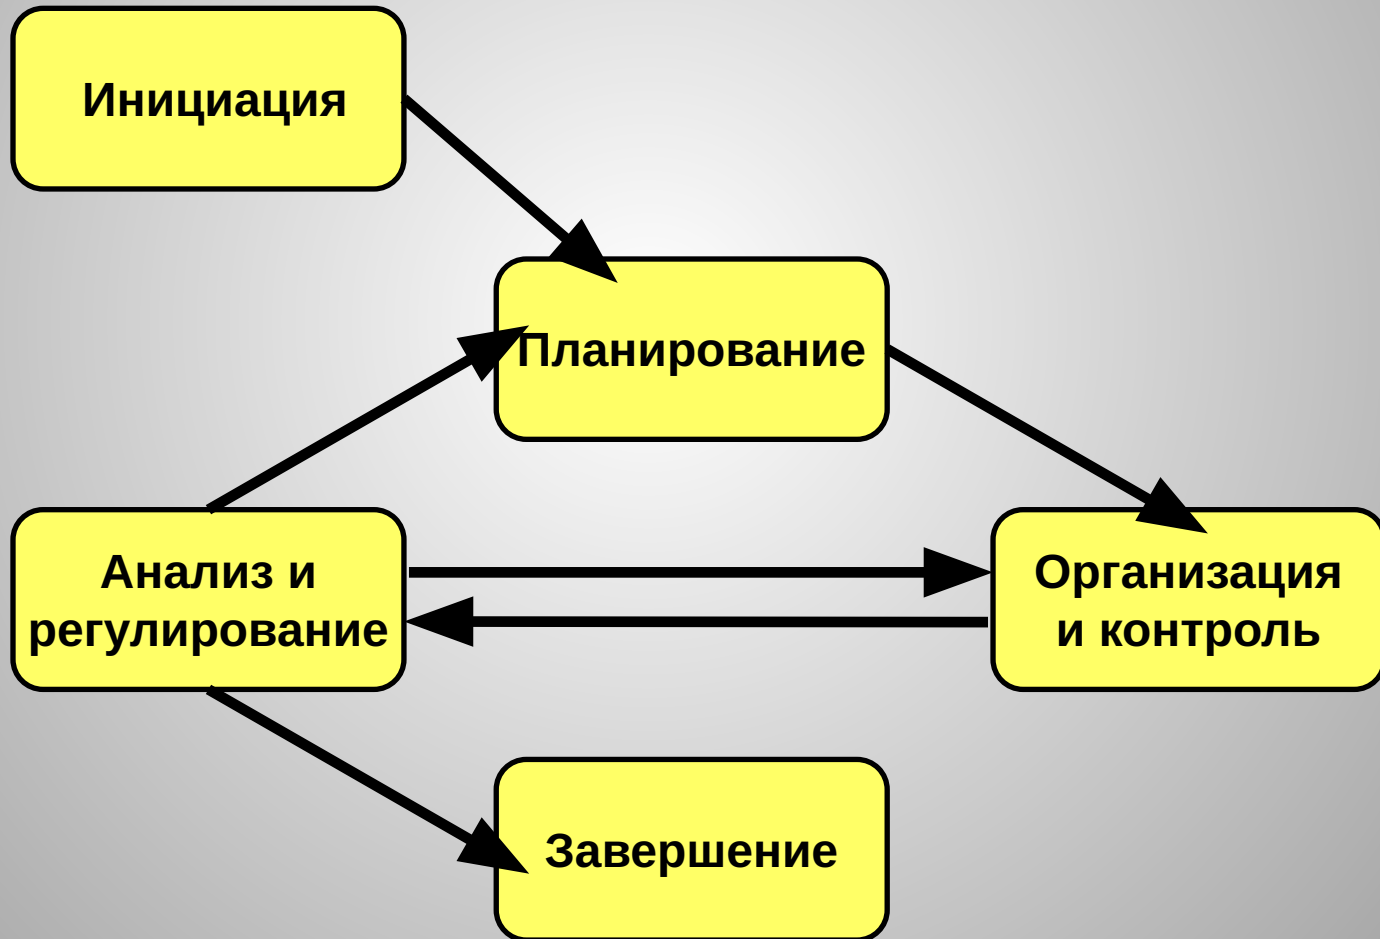 Инициация
Планирование
Анализ и
регулирование
Организация
и контроль
Завершение